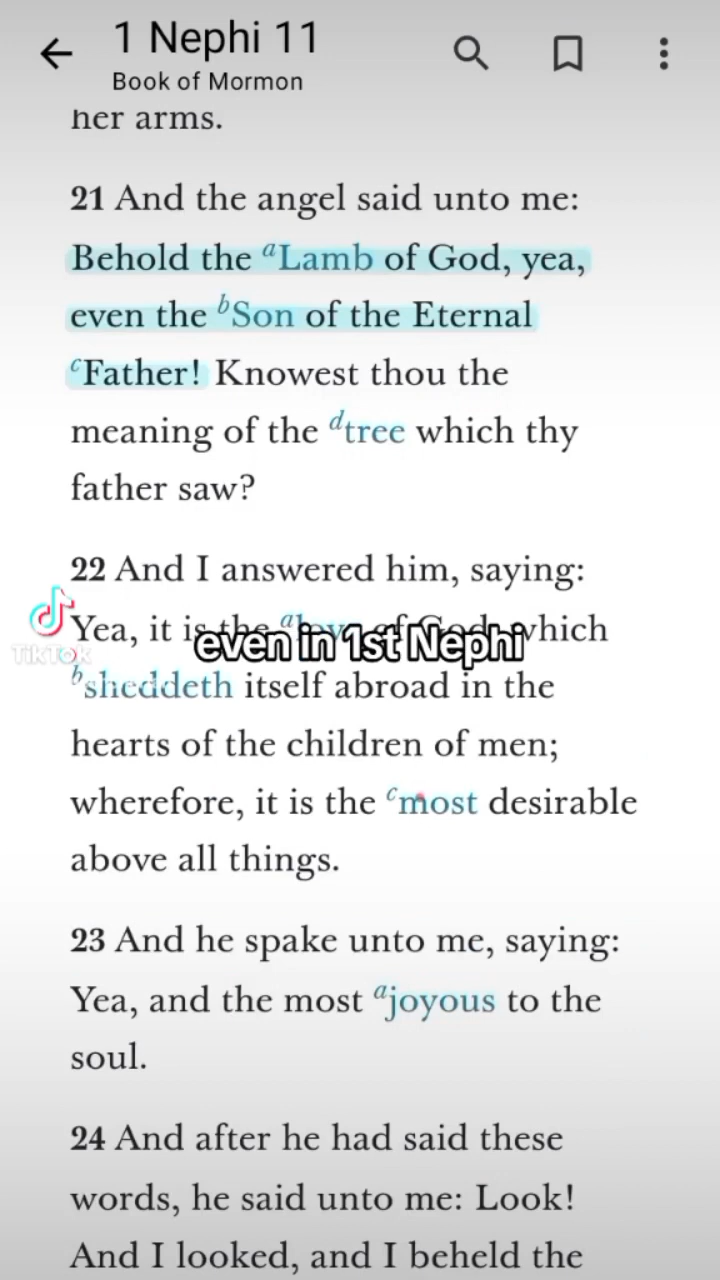 1 Nephi 11
Book of Mormon
her arms.
21 And the angel said unto me:
Behold the aLamb of God, yea,
even the bSon of the Eternal
cFather! Knowest thou the
meaning of the dtree which thy
father saw?
22 And I answered him, saying:
Yea, it is the alove of God, which
even in 1st Nephi
TikTok
bsheddeth itself abroad in the
hearts of the children of men;
wherefore, it is the cmost desirable
above all things.
23 And he spake unto me, saying:
Yea, and the most ajoyous to the
soul.
24 And after he had said these
words, he said unto me: Look!
And I looked, and I beheld the